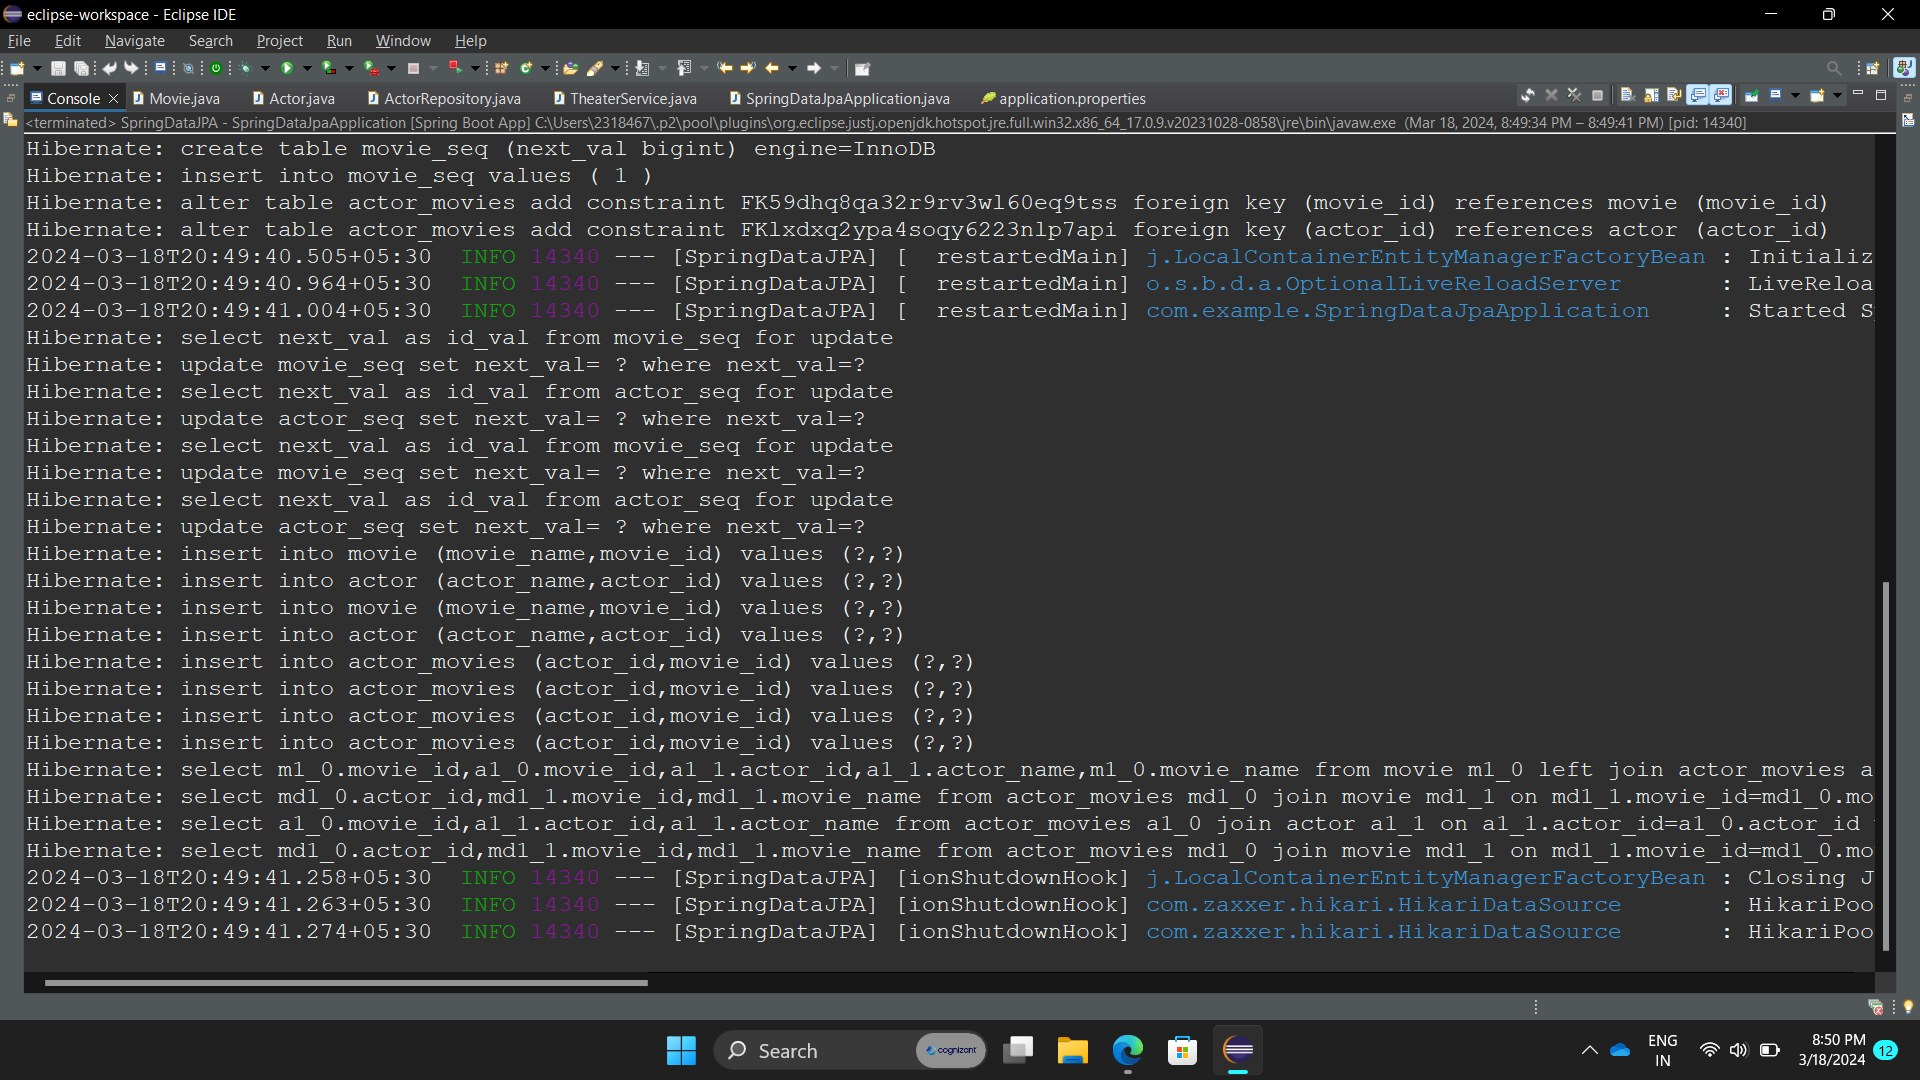 eclipse-workspace - Eclipse IDE
File Edit Navigate Search Project Run Window Help
Console Movie.java Actor.java ActorRepository.java TheaterService.java SpringDataJpaApplication.java application.properties
<terminated> SpringDataJPA - SpringDataJpaApplication [Spring Boot App] C:\Users\2318467\.p2\pool\plugins\org.eclipse.justj.openjdk.hotspot.jre.full.win32.x86_64_17.0.9.v20231028-0858\jre\bin\javaw.exe (Mar 18, 2024, 8:49:34 PM – 8:49:41 PM) [pid: 14340]
Hibernate: create table movie_seq (next_val bigint) engine=InnoDB
Hibernate: insert into movie_seq values ( 1 )
Hibernate: alter table actor_movies add constraint FK59dhq8qa32r9rv3wl60eq9tss foreign key (movie_id) references movie (movie_id)
Hibernate: alter table actor_movies add constraint FKlxdxq2ypa4soqy6223nlp7api foreign key (actor_id) references actor (actor_id)
2024-03-18T20:49:40.505+05:30 INFO 14340 --- [SpringDataJPA] [ restartedMain] j.LocalContainerEntityManagerFactoryBean : Initializ
2024-03-18T20:49:40.964+05:30 INFO 14340 --- [SpringDataJPA] [ restartedMain] o.s.b.d.a.OptionalLiveReloadServer : LiveReloa
2024-03-18T20:49:41.004+05:30 INFO 14340 --- [SpringDataJPA] [ restartedMain] com.example.SpringDataJpaApplication : Started S
Hibernate: select next_val as id_val from movie_seq for update
Hibernate: update movie_seq set next_val= ? where next_val=?
Hibernate: select next_val as id_val from actor_seq for update
Hibernate: update actor_seq set next_val= ? where next_val=?
Hibernate: select next_val as id_val from movie_seq for update
Hibernate: update movie_seq set next_val= ? where next_val=?
Hibernate: select next_val as id_val from actor_seq for update
Hibernate: update actor_seq set next_val= ? where next_val=?
Hibernate: insert into movie (movie_name,movie_id) values (?,?)
Hibernate: insert into actor (actor_name,actor_id) values (?,?)
Hibernate: insert into movie (movie_name,movie_id) values (?,?)
Hibernate: insert into actor (actor_name,actor_id) values (?,?)
Hibernate: insert into actor_movies (actor_id,movie_id) values (?,?)
Hibernate: insert into actor_movies (actor_id,movie_id) values (?,?)
Hibernate: insert into actor_movies (actor_id,movie_id) values (?,?)
Hibernate: insert into actor_movies (actor_id,movie_id) values (?,?)
Hibernate: select m1_0.movie_id,a1_0.movie_id,a1_1.actor_id,a1_1.actor_name,m1_0.movie_name from movie m1_0 left join actor_movies a
Hibernate: select md1_0.actor_id,md1_1.movie_id,md1_1.movie_name from actor_movies md1_0 join movie md1_1 on md1_1.movie_id=md1_0.mo
Hibernate: select a1_0.movie_id,a1_1.actor_id,a1_1.actor_name from actor_movies a1_0 join actor a1_1 on a1_1.actor_id=a1_0.actor_id
Hibernate: select md1_0.actor_id,md1_1.movie_id,md1_1.movie_name from actor_movies md1_0 join movie md1_1 on md1_1.movie_id=md1_0.mo
2024-03-18T20:49:41.258+05:30 INFO 14340 --- [SpringDataJPA] [ionShutdownHook] j.LocalContainerEntityManagerFactoryBean : Closing J
2024-03-18T20:49:41.263+05:30 INFO 14340 --- [SpringDataJPA] [ionShutdownHook] com.zaxxer.hikari.HikariDataSource : HikariPoo
2024-03-18T20:49:41.274+05:30 INFO 14340 --- [SpringDataJPA] [ionShutdownHook] com.zaxxer.hikari.HikariDataSource : HikariPoo
Search cognizant
ENG
IN
8:50 PM
3/18/2024
12